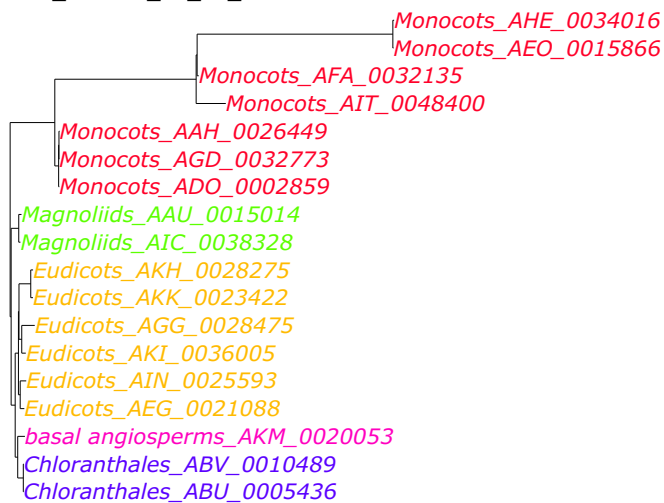 Monocots_AHE_0034016
Monocots_AEO_0015866
Monocots_AFA_0032135
Monocots_AIT_0048400
Monocots_AAH_0026449
Monocots_AGD_0032773
Monocots_ADO_0002859
Magnoliids_AAU_0015014
Magnoliids_AIC_0038328
Eudicots_AKH_0028275
Eudicots_AKK_0023422
Eudicots_AGG_0028475
Eudicots_AKI_0036005
Eudicots_AIN_0025593
Eudicots_AEG_0021088
basal angiosperms_AKM_0020053
Chloranthales_ABV_0010489
Chloranthales_ABU_0005436